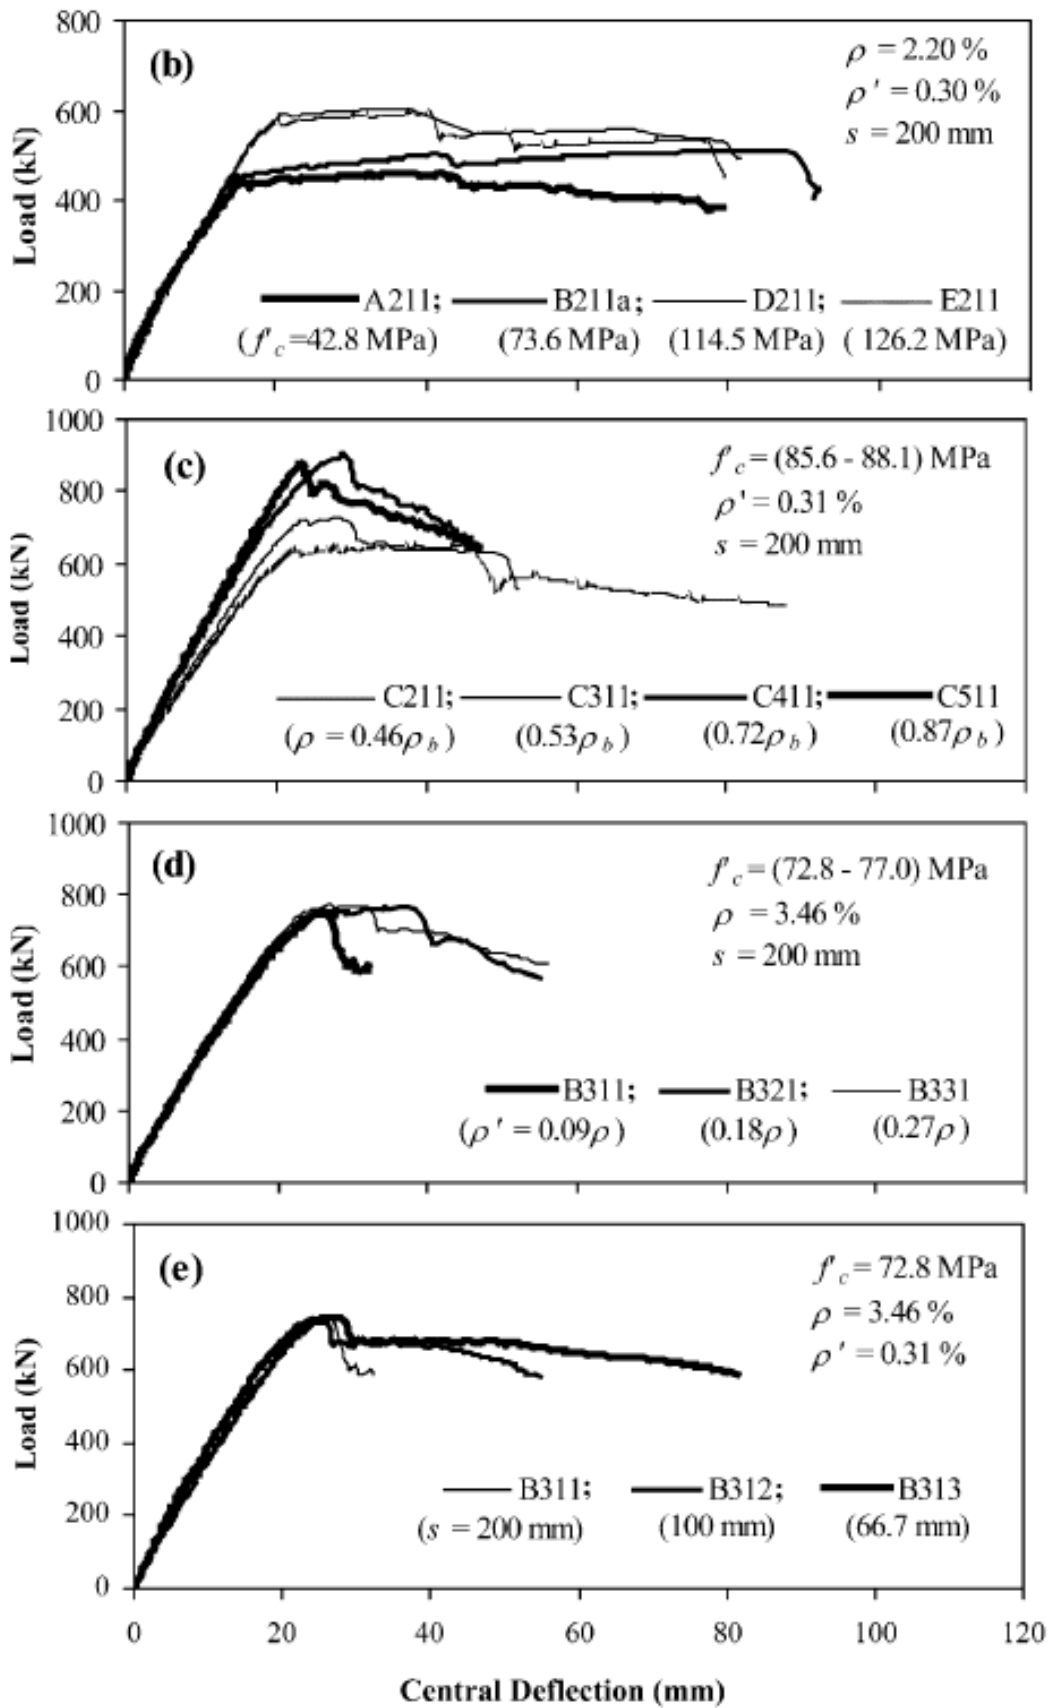 800
(b)
ρ = 2.20 %
ρ' = 0.30 %
s = 200 mm
600
400
200
0
Load (kN)
A211; B211a; D211; E211
(f'c =42.8 MPa) (73.6 MPa) (114.5 MPa) ( 126.2 MPa)
1000
(c)
f'c = (85.6 - 88.1) MPa
ρ' = 0.31 %
s = 200 mm
800
600
400
200
0
Load (kN)
C211; C311; C411; C511
(ρ = 0.46ρb) (0.53ρb) (0.72ρb) (0.87ρb)
1000
(d)
f'c = (72.8 - 77.0) MPa
ρ = 3.46 %
s = 200 mm
800
600
400
200
0
Load (kN)
B311; B321; B331
(ρ' = 0.09ρ) (0.18ρ) (0.27ρ)
1000
(e)
f'c = 72.8 MPa
ρ = 3.46 %
ρ' = 0.31 %
800
600
400
200
0
Load (kN)
B311; B312; B313
(s = 200 mm) (100 mm) (66.7 mm)
0 20 40 60 80 100 120
Central Deflection (mm)